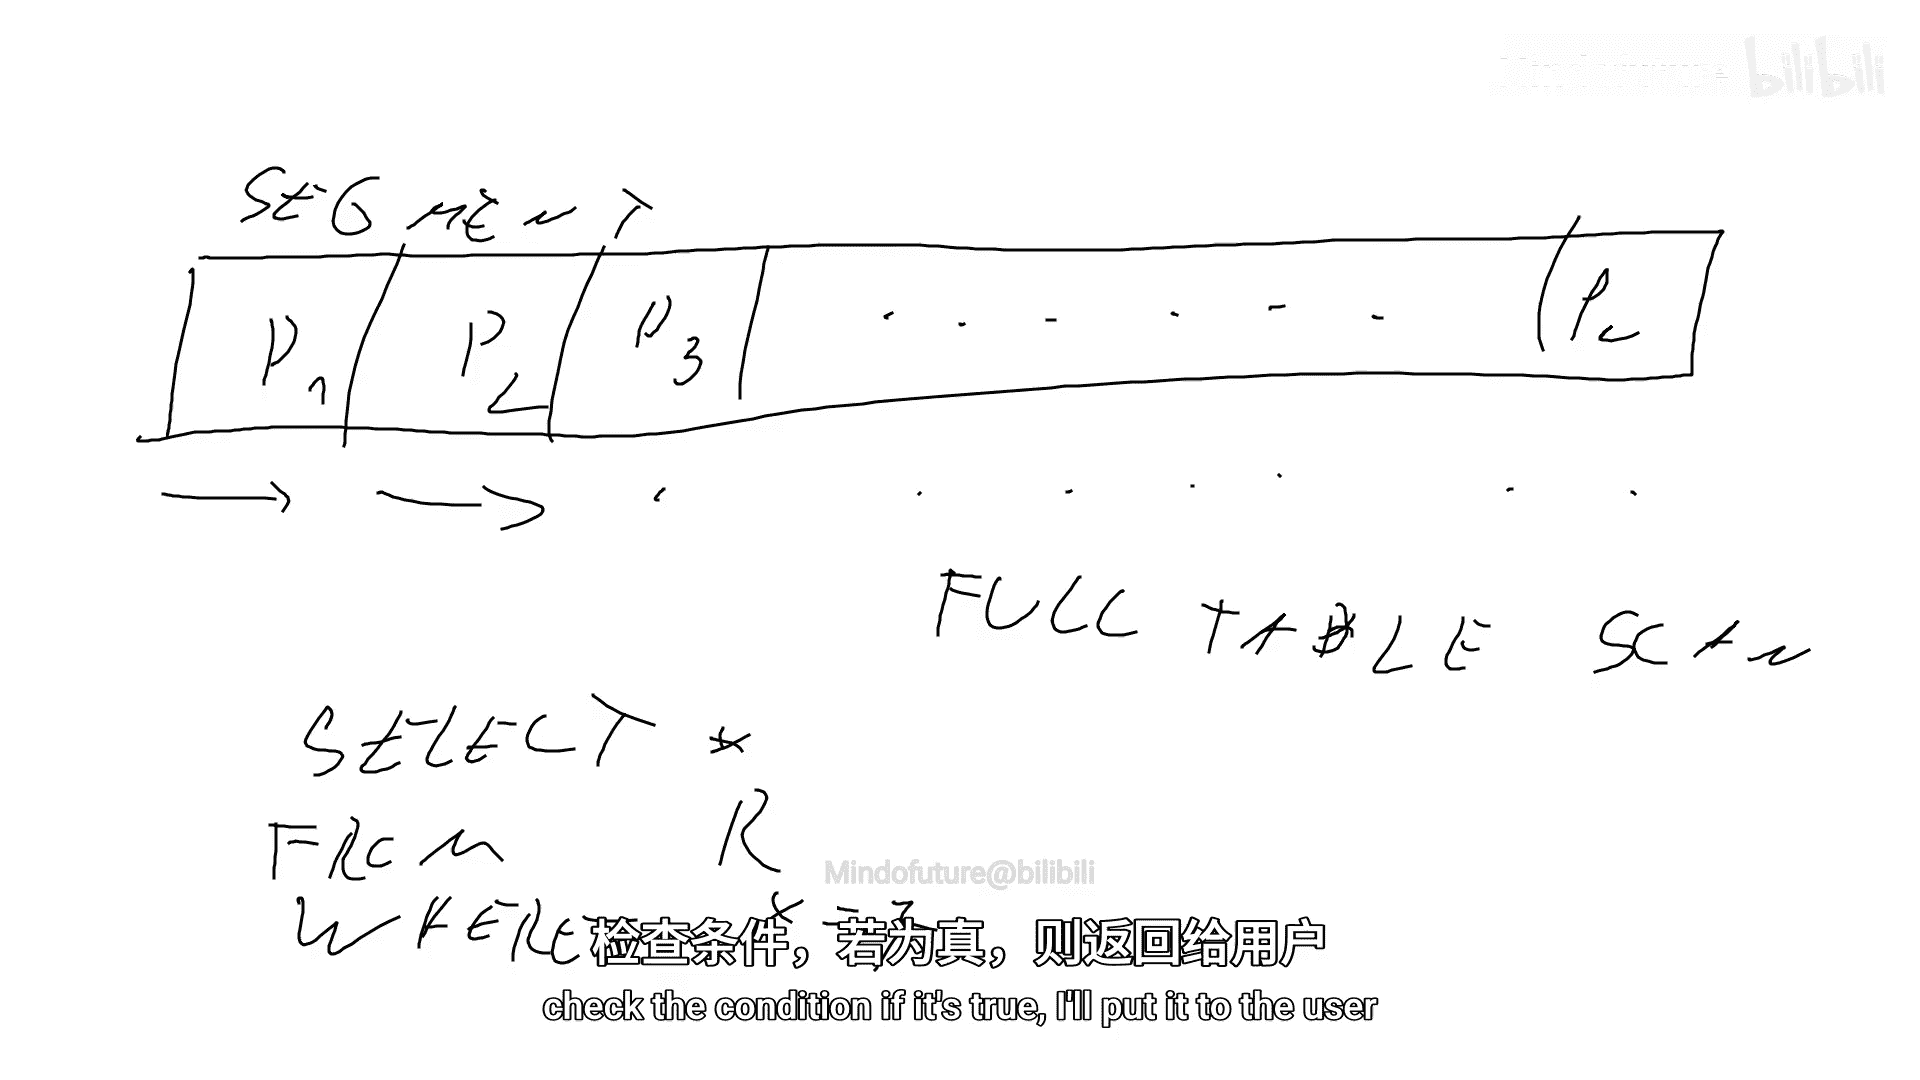 bilibili
SEGMENT
P1 P2 P3 . . . . . . Pn
FULL TABLE SCAN
SELECT *
FROM R
Mindofuture@bilibili
WHERE X =
检查条件，若为真，则返回给用户
check the condition if it's true, I'll put it to the user